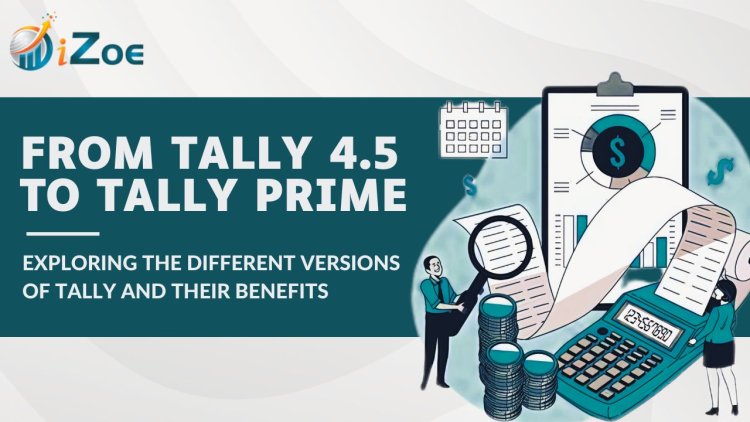 iZoe
FROM TALLY 4.5
TO TALLY PRIME
EXPLORING THE DIFFERENT VERSIONS
OF TALLY AND THEIR BENEFITS
$
$
$